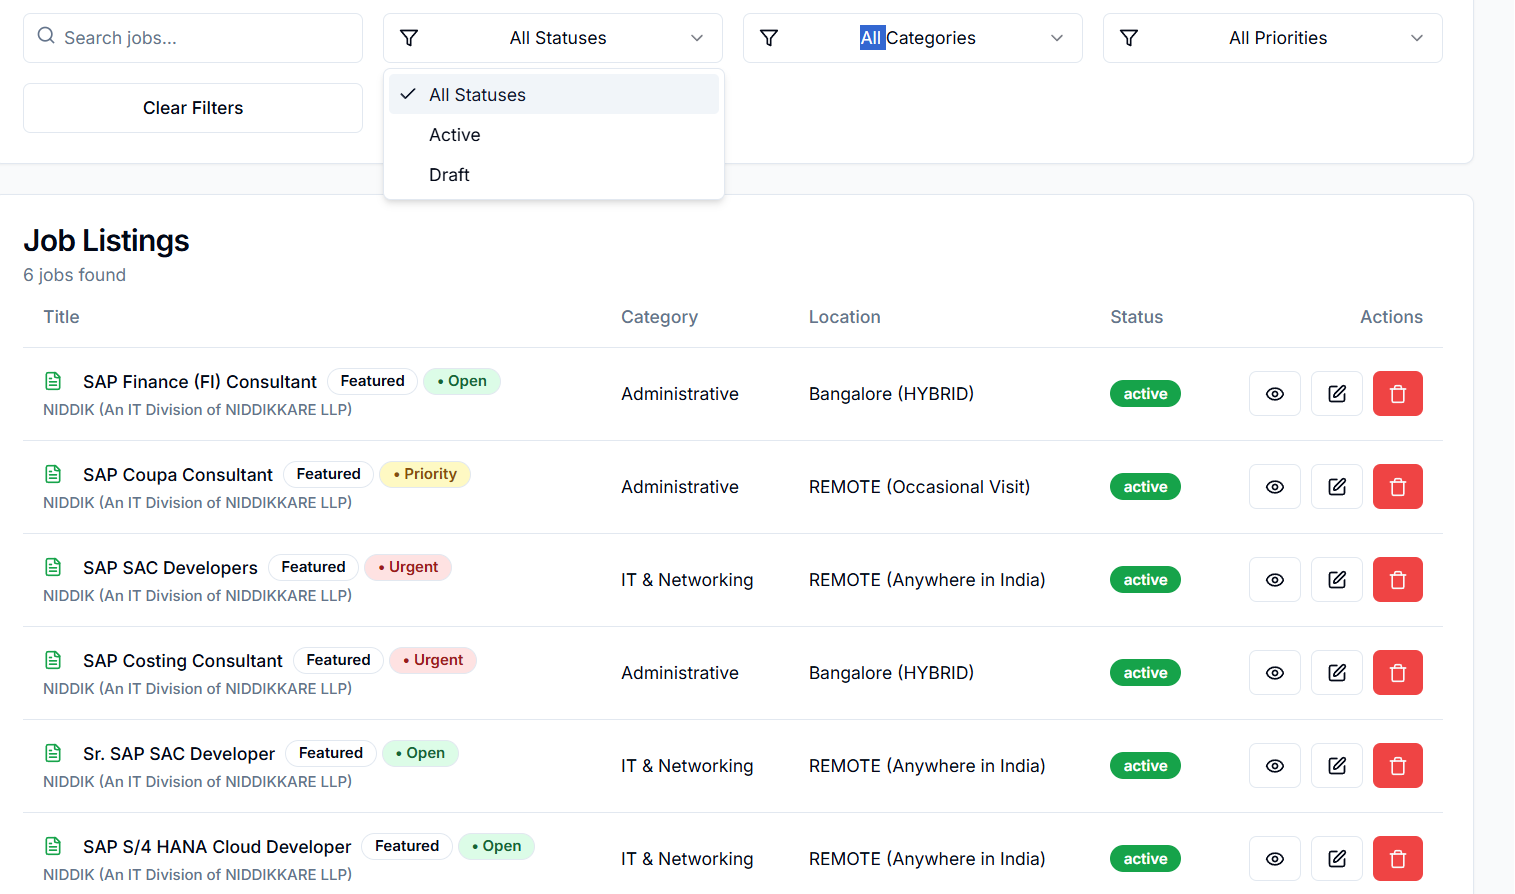 Search jobs...
All Statuses
All Categories
All Priorities
Clear Filters
All Statuses
Active
Draft
Job Listings
6 jobs found
Title Category Location Status Actions
SAP Finance (FI) Consultant Featured • Open
NIDDIK (An IT Division of NIDDIKKARE LLP)
Administrative Bangalore (HYBRID) active
SAP Coupa Consultant Featured • Priority
NIDDIK (An IT Division of NIDDIKKARE LLP)
Administrative REMOTE (Occasional Visit) active
SAP SAC Developers Featured • Urgent
NIDDIK (An IT Division of NIDDIKKARE LLP)
IT & Networking REMOTE (Anywhere in India) active
SAP Costing Consultant Featured • Urgent
NIDDIK (An IT Division of NIDDIKKARE LLP)
Administrative Bangalore (HYBRID) active
Sr. SAP SAC Developer Featured • Open
NIDDIK (An IT Division of NIDDIKKARE LLP)
IT & Networking REMOTE (Anywhere in India) active
SAP S/4 HANA Cloud Developer Featured • Open
NIDDIK (An IT Division of NIDDIKKARE LLP)
IT & Networking REMOTE (Anywhere in India) active